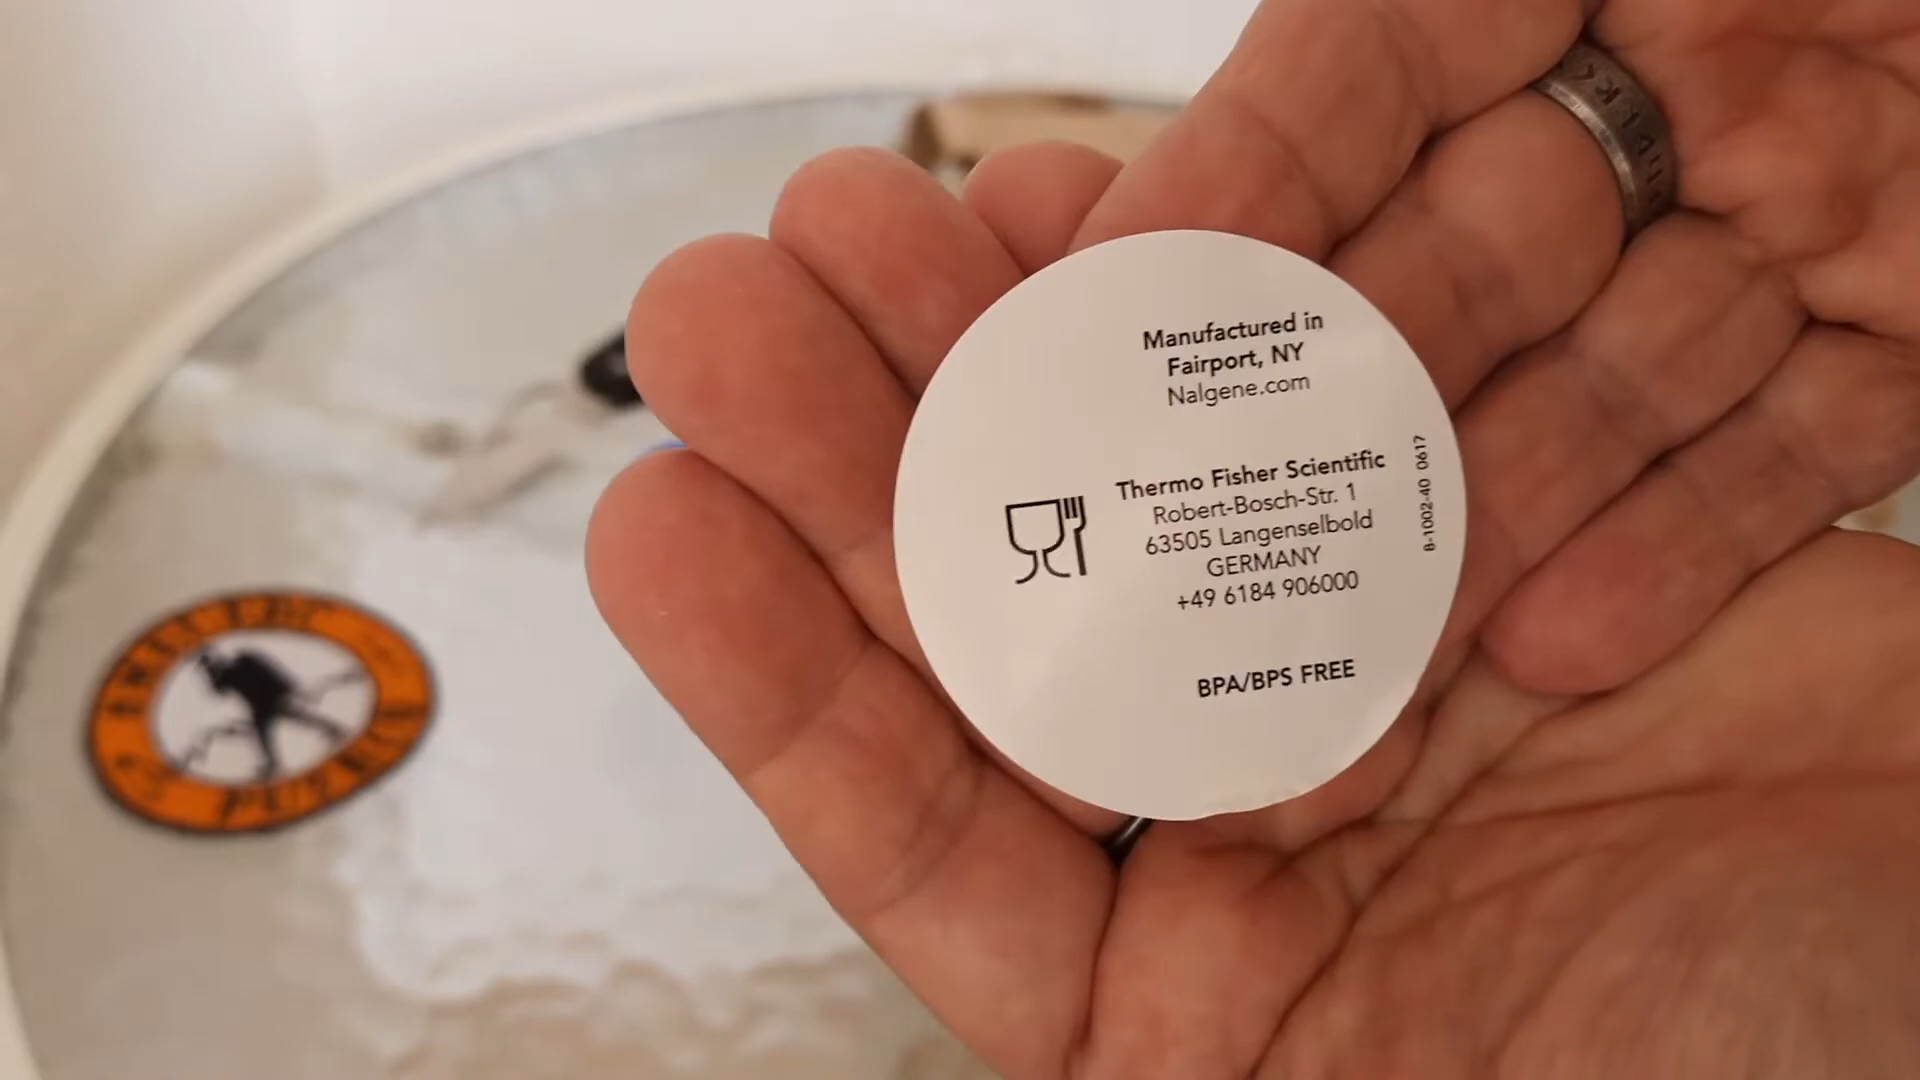 Manufactured in
Fairport, NY
Nalgene.com
Thermo Fisher Scientific
Robert-Bosch-Str. 1
63505 Langenselbold
GERMANY
+49 6184 906000
BPA/BPS FREE
8-1002-40 0617